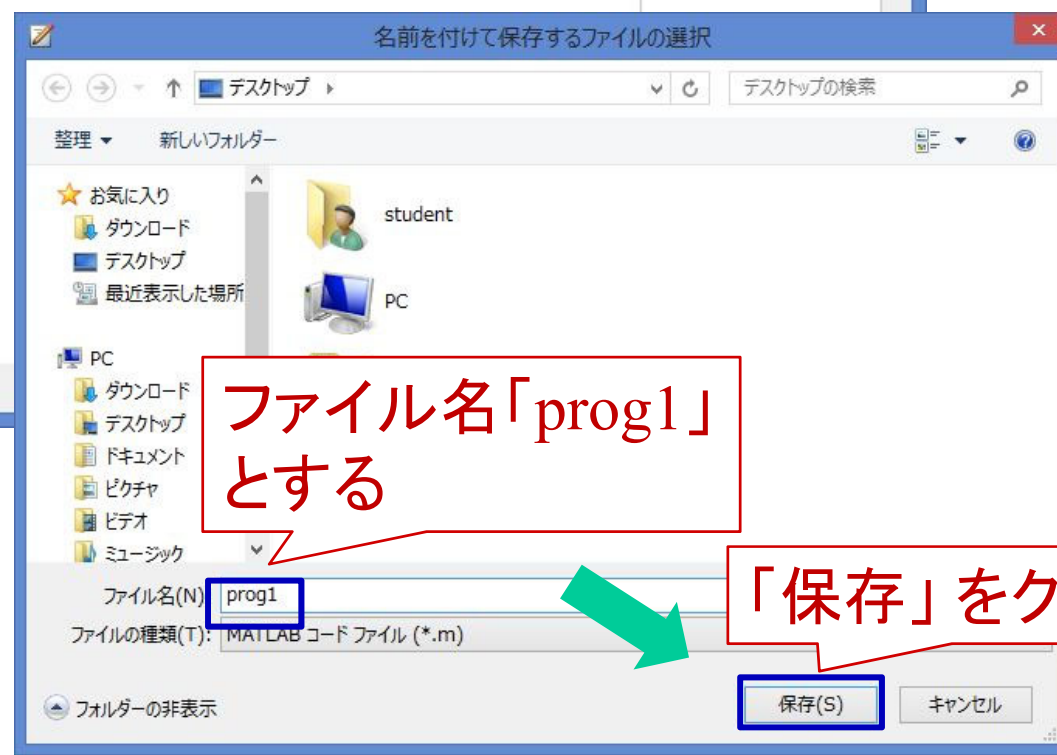 名前を付けて保存するファイルの選択
デスクトップ
デスクトップの検索
整理
新しいフォルダー
お気に入り
ダウンロード
デスクトップ
最近表示した場所
PC
ダウンロード
デスクトップ
ドキュメント
ピクチャ
ビデオ
ミュージック
student
PC
ファイル名「prog1」
とする
「保存」をク
ファイル名(N)
prog1
ファイルの種類(T):
MATLAB コード ファイル (*.m)
フォルダーの非表示
保存(S)
キャンセル